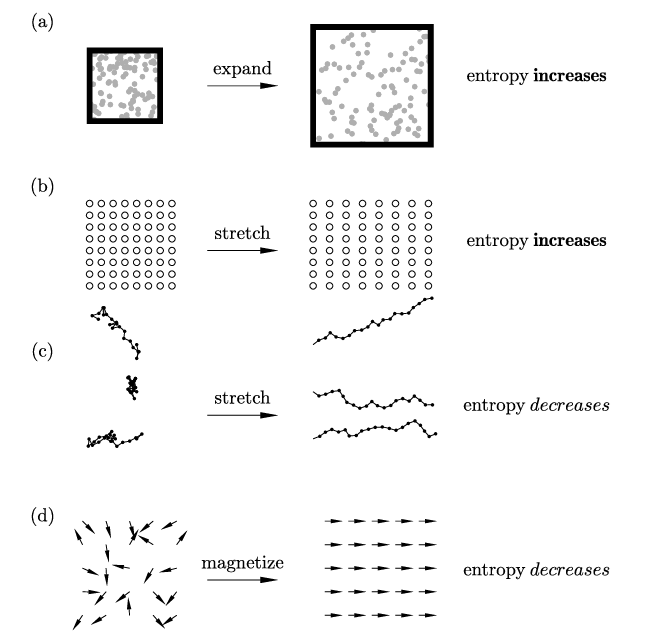 (a)
expand
entropy increases
(b)
stretch
entropy increases
(c)
stretch
entropy decreases
(d)
magnetize
entropy decreases